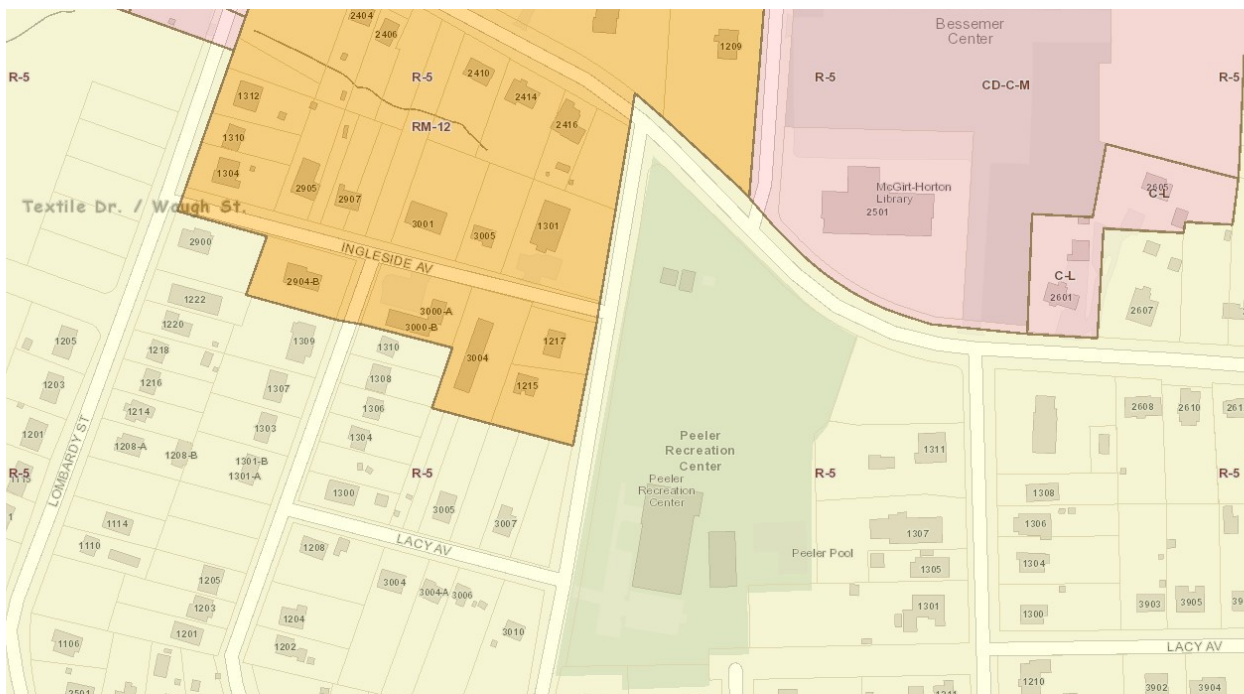 2404
2406
1209
Bessemer
Center
R-5
R-5
R-5
R-5
2410
CD-C-M
1312
2414
2416
RM-12
1310
1304
2905
2907
McGirt-Horton
Library
2501
2605
C-L
Textile Dr. / Waugh St.
3001
3005
1301
2900
INGLESIDE AV
2904-B
C-L
2601
2607
1222
3000-A
3000-B
1220
1205
1309
1310
3004
1217
1218
1203
1216
1307
1308
1215
1214
1306
2608
2610
1201
1208-A
1208-B
1303
1304
1301-B
1301-A
Peeler
Recreation
Center
1311
R-5
R-5
R-5
R-5
LOMBARDY ST
1300
Peeler
Recreation
Center
1308
3005
3007
1114
1307
1306
LACY AV
1110
1208
Peeler Pool
1305
1304
1205
3004
3004-A
3006
1203
1301
3903
3905
1204
1300
1201
3010
1106
1202
LACY AV
1210
3902
3904